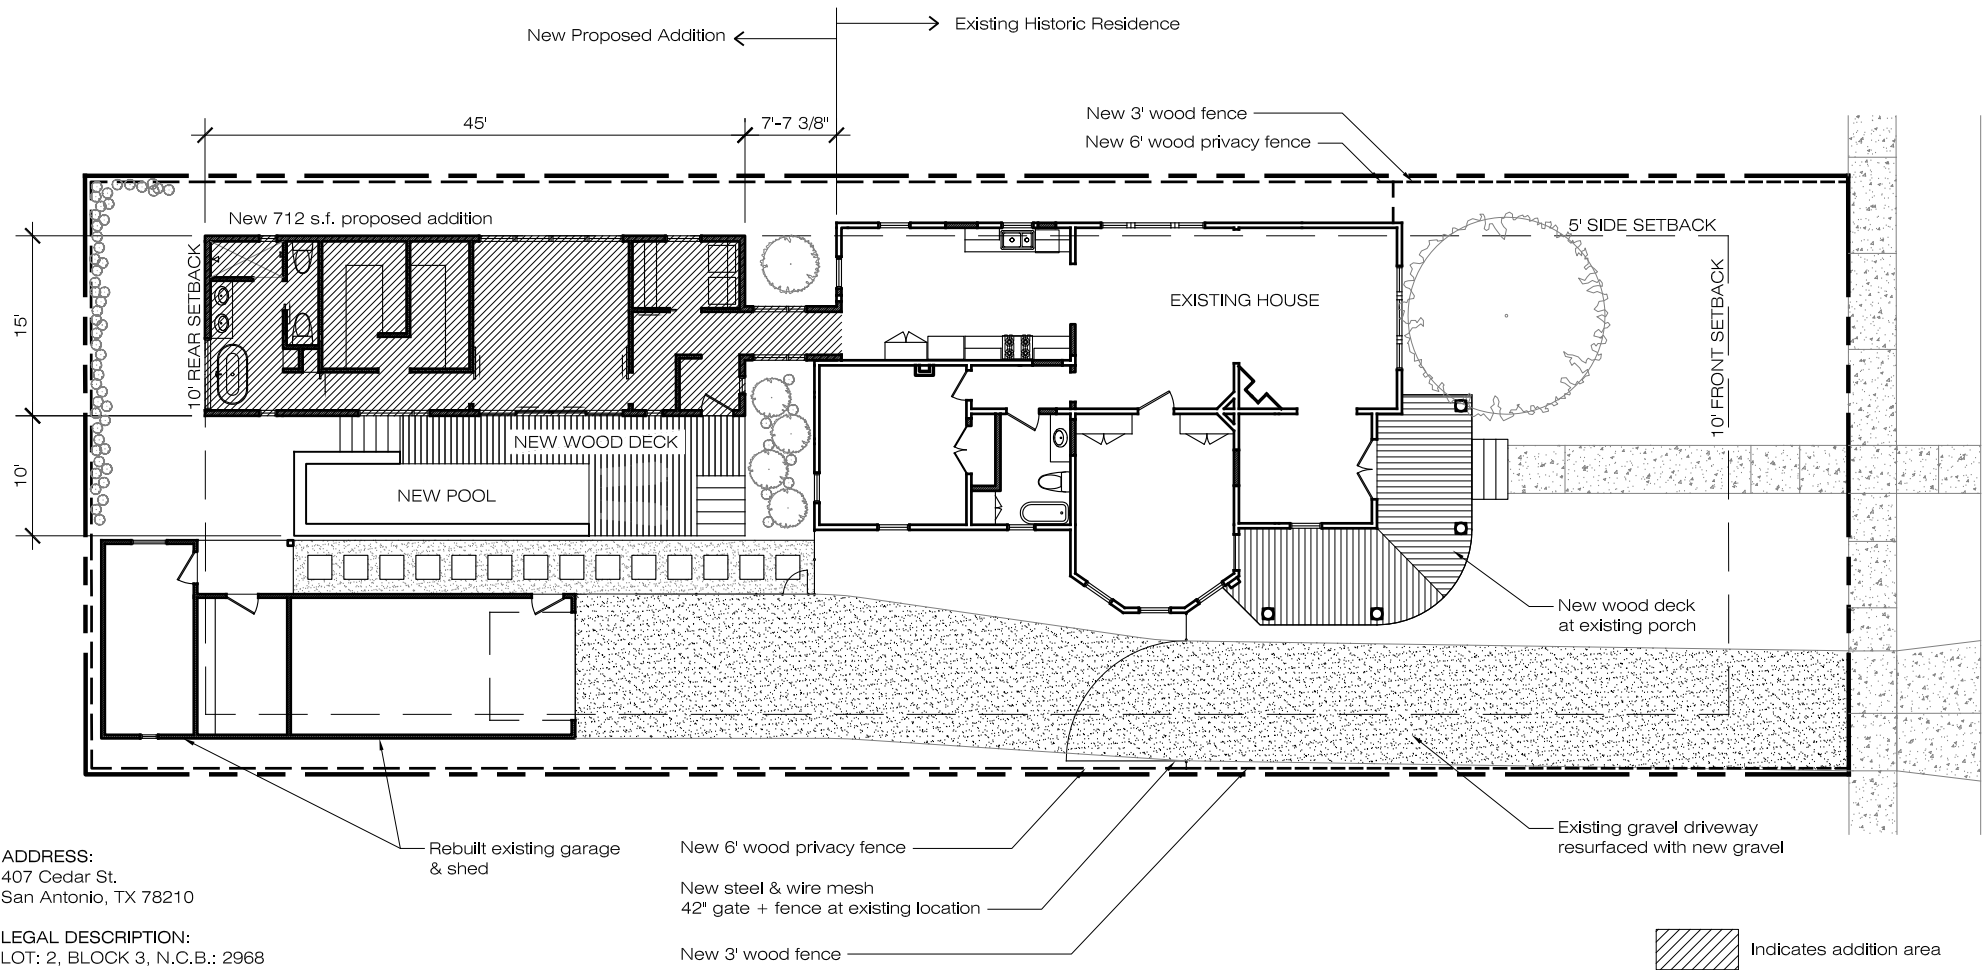 Existing Historic Residence
New Proposed Addition
New 3' wood fence
45'
7'-7 3/8"
New 6' wood privacy fence
New 712 s.f. proposed addition
5' SIDE SETBACK
10' REAR SETBACK
EXISTING HOUSE
10' FRONT SETBACK
15'
NEW WOOD DECK
10'
NEW POOL
New wood deck
at existing porch
Existing gravel driveway
resurfaced with new gravel
Rebuilt existing garage
& shed
New 6' wood privacy fence
New steel & wire mesh
42" gate + fence at existing location
New 3' wood fence
ADDRESS:
407 Cedar St.
San Antonio, TX 78210
LEGAL DESCRIPTION:
LOT: 2, BLOCK 3, N.C.B.: 2968
Indicates addition area